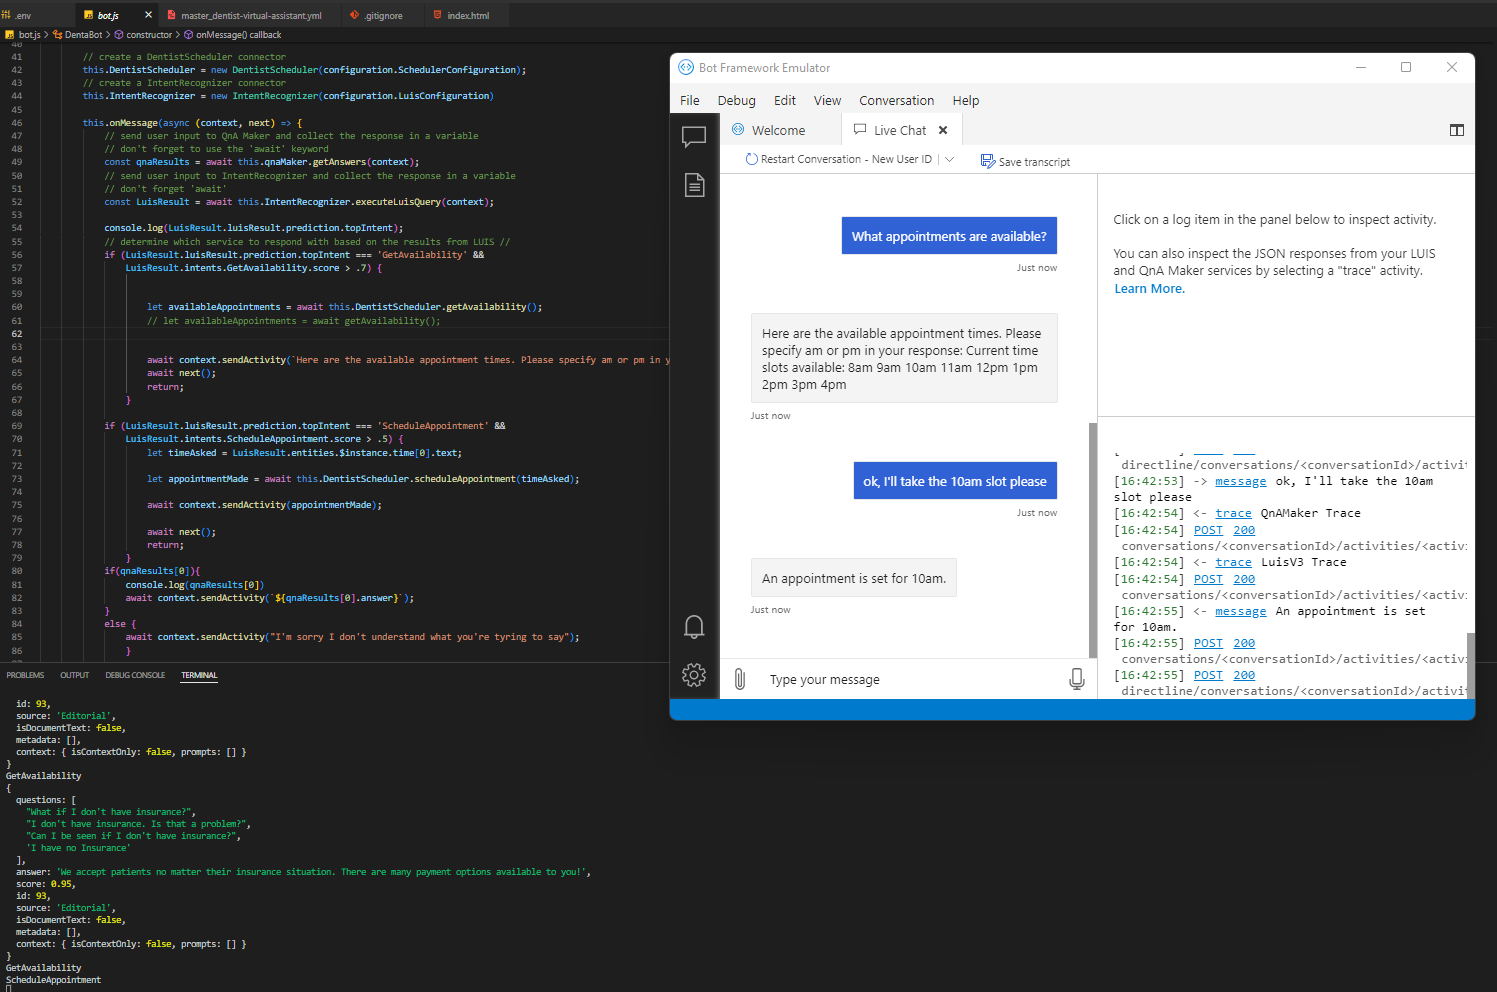 .env
bot.js
master_dentist-virtual-assistant.yml
.gitignore
index.html
bot.js > DentaBot > constructor > onMessage() callback
40
41 // create a DentistScheduler connector
42 this.DentistScheduler = new DentistScheduler(configuration.SchedulerConfiguration);
43 // create a IntentRecognizer connector
44 this.IntentRecognizer = new IntentRecognizer(configuration.LuisConfiguration)
45
46 this.onMessage(async (context, next) => {
47 // send user input to QnA Maker and collect the response in a variable
48 // don't forget to use the 'await' keyword
49 const qnaResults = await this.qnaMaker.getAnswers(context);
50 // send user input to IntentRecognizer and collect the response in a variable
51 // don't forget 'await'
52 const LuisResult = await this.IntentRecognizer.executeLuisQuery(context);
53
54 console.log(LuisResult.luisResult.prediction.topIntent);
55 // determine which service to respond with based on the results from LUIS //
56 if (LuisResult.luisResult.prediction.topIntent === 'GetAvailability' &&
57 LuisResult.intents.GetAvailability.score > .7) {
58
59
60 let availableAppointments = await this.DentistScheduler.getAvailability();
61 // let availableAppointments = await getAvailability();
62
63
64 await context.sendActivity(`Here are the available appointment times. Please specify am or pm in y
65 await next();
66 return;
67 }
68
69 if (LuisResult.luisResult.prediction.topIntent === 'ScheduleAppointment' &&
70 LuisResult.intents.ScheduleAppointment.score > .5) {
71 let timeAsked = LuisResult.entities.$instance.time[0].text;
72
73 let appointmentMade = await this.DentistScheduler.scheduleAppointment(timeAsked);
74
75 await context.sendActivity(appointmentMade);
76
77 await next();
78 return;
79 }
80 if(qnaResults[0]){
81 console.log(qnaResults[0])
82 await context.sendActivity(`${qnaResults[0].answer}`);
83 }
84 else {
85 await context.sendActivity("I'm sorry I don't understand what you're tyring to say");
86 }
PROBLEMS OUTPUT DEBUG CONSOLE TERMINAL
id: 93,
source: 'Editorial',
isDocumentText: false,
metadata: [],
context: { isContextOnly: false, prompts: [] }
}
GetAvailability
{
questions: [
"What if I don't have insurance?",
"I don't have insurance. Is that a problem?",
"Can I be seen if I don't have insurance?",
'I have no Insurance'
],
answer: 'We accept patients no matter their insurance situation. There are many payment options available to you!',
score: 0.95,
id: 93,
source: 'Editorial',
isDocumentText: false,
metadata: [],
context: { isContextOnly: false, prompts: [] }
}
GetAvailability
ScheduleAppointment
Bot Framework Emulator
File Debug Edit View Conversation Help
Welcome
Live Chat
Restart Conversation - New User ID
Save transcript
What appointments are available?
Just now
Here are the available appointment times. Please
specify am or pm in your response: Current time
slots available: 8am 9am 10am 11am 12pm 1pm
2pm 3pm 4pm
Just now
ok, I'll take the 10am slot please
Just now
An appointment is set for 10am.
Just now
Type your message
Click on a log item in the panel below to inspect activity.
You can also inspect the JSON responses from your LUIS
and QnA Maker services by selecting a "trace" activity.
Learn More.
directline/conversations/<conversationId>/activit
[16:42:53] -> message ok, I'll take the 10am
slot please
[16:42:54] <- trace QnAMaker Trace
[16:42:54] POST 200
conversations/<conversationId>/activities/<activi
[16:42:54] <- trace LuisV3 Trace
[16:42:54] POST 200
conversations/<conversationId>/activities/<activi
[16:42:55] <- message An appointment is set
for 10am.
[16:42:55] POST 200
conversations/<conversationId>/activities/<activi
[16:42:55] POST 200
directline/conversations/<conversationId>/activit